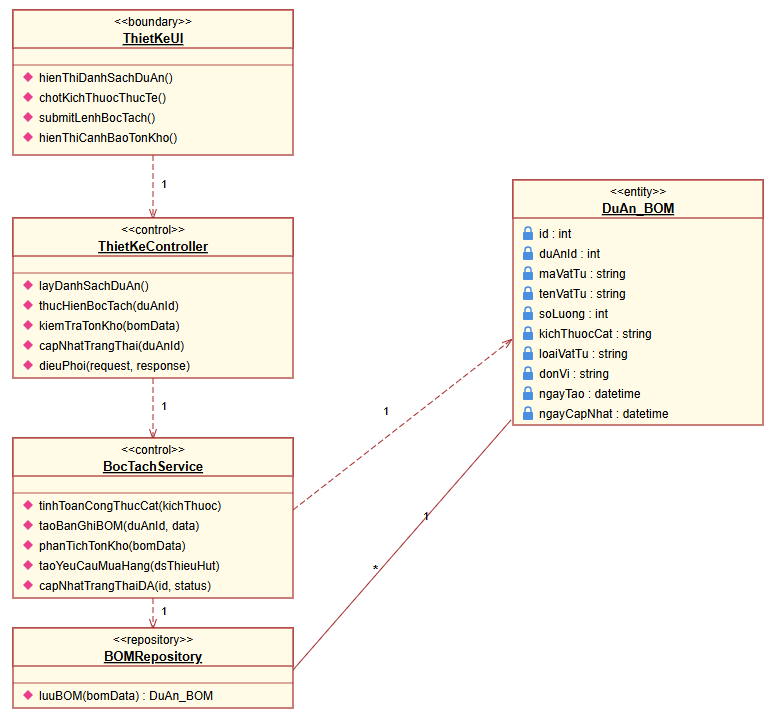 <<boundary>>
ThietKeUI
hienThiDanhSachDuAn()
chotKichThuocThucTe()
submitLenhBocTach()
hienThiCanhBaoTonKho()
1
<<control>>
ThietKeController
layDanhSachDuAn()
thucHienBocTach(duAnId)
kiemTraTonKho(bomData)
capNhatTrangThai(duAnId)
dieuPhoi(request, response)
1
<<control>>
BocTachService
tinhToanCongThucCat(kichThuoc)
taoBanGhiBOM(duAnId, data)
phanTichTonKho(bomData)
taoYeuCauMuaHang(dsThieuHut)
capNhatTrangThaiDA(id, status)
1
<<repository>>
BOMRepository
luuBOM(bomData) : DuAn_BOM
1
1
*
<<entity>>
DuAn_BOM
id : int
duAnId : int
maVatTu : string
tenVatTu : string
soLuong : int
kichThuocCat : string
loaiVatTu : string
donVi : string
ngayTao : datetime
ngayCapNhat : datetime